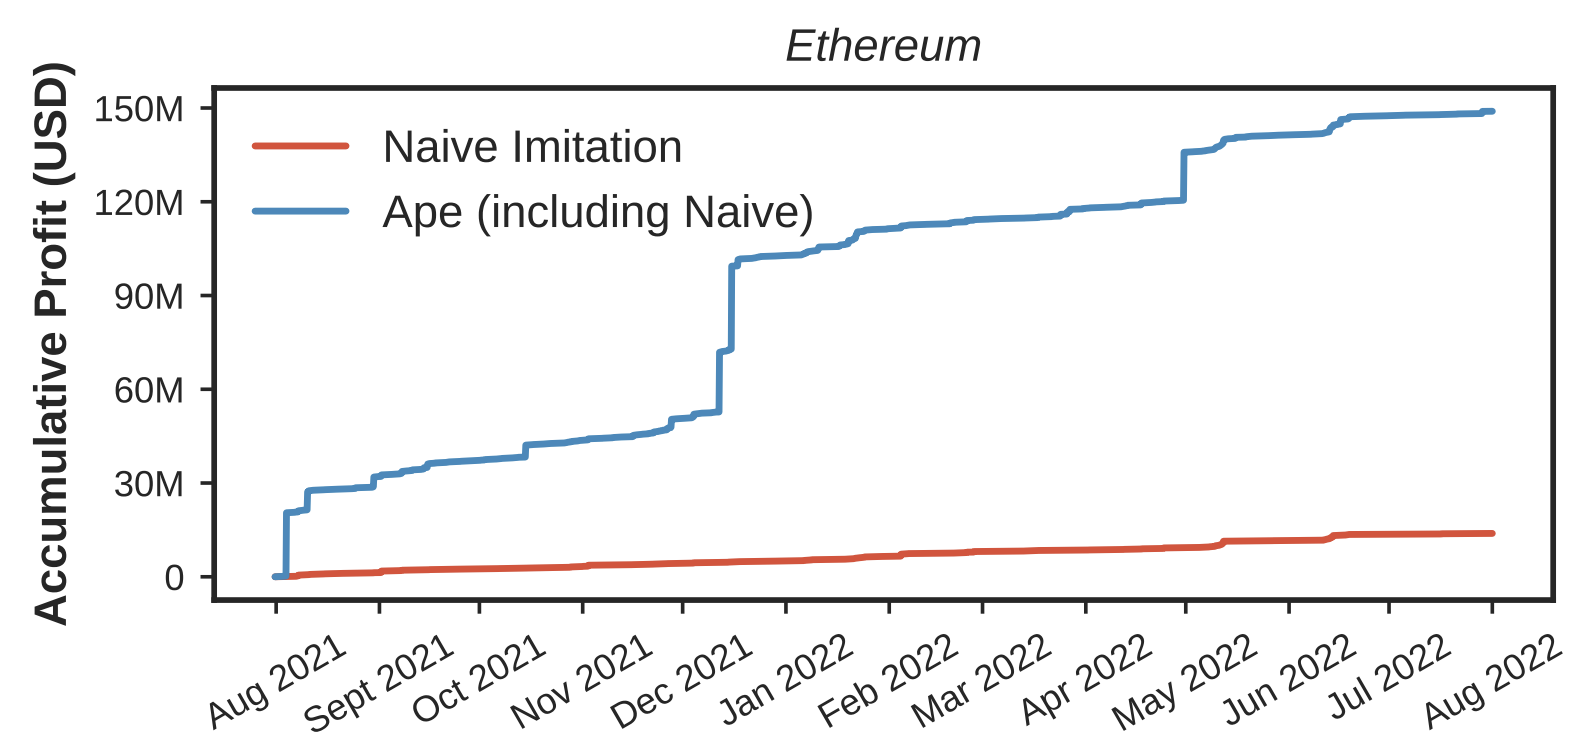 Ethereum
Accumulative Profit (USD)
150M
120M
90M
60M
30M
0
Naive Imitation
Ape (including Naive)
Aug 2021
Sept 2021
Oct 2021
Nov 2021
Dec 2021
Jan 2022
Feb 2022
Mar 2022
Apr 2022
May 2022
Jun 2022
Jul 2022
Aug 2022